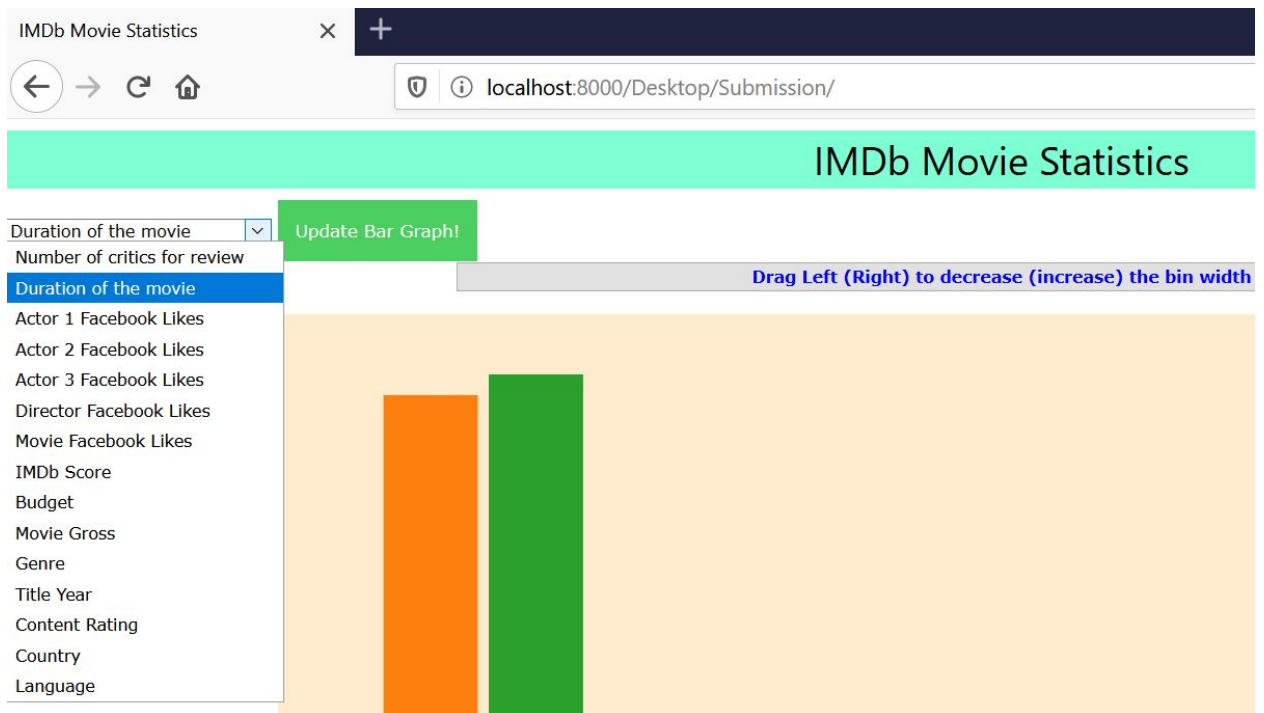 IMDb Movie Statistics
localhost:8000/Desktop/Submission/
IMDb Movie Statistics
Duration of the movie
Update Bar Graph!
Number of critics for review
Drag Left (Right) to decrease (increase) the bin width
Duration of the movie
Actor 1 Facebook Likes
Actor 2 Facebook Likes
Actor 3 Facebook Likes
Director Facebook Likes
Movie Facebook Likes
IMDb Score
Budget
Movie Gross
Genre
Title Year
Content Rating
Country
Language